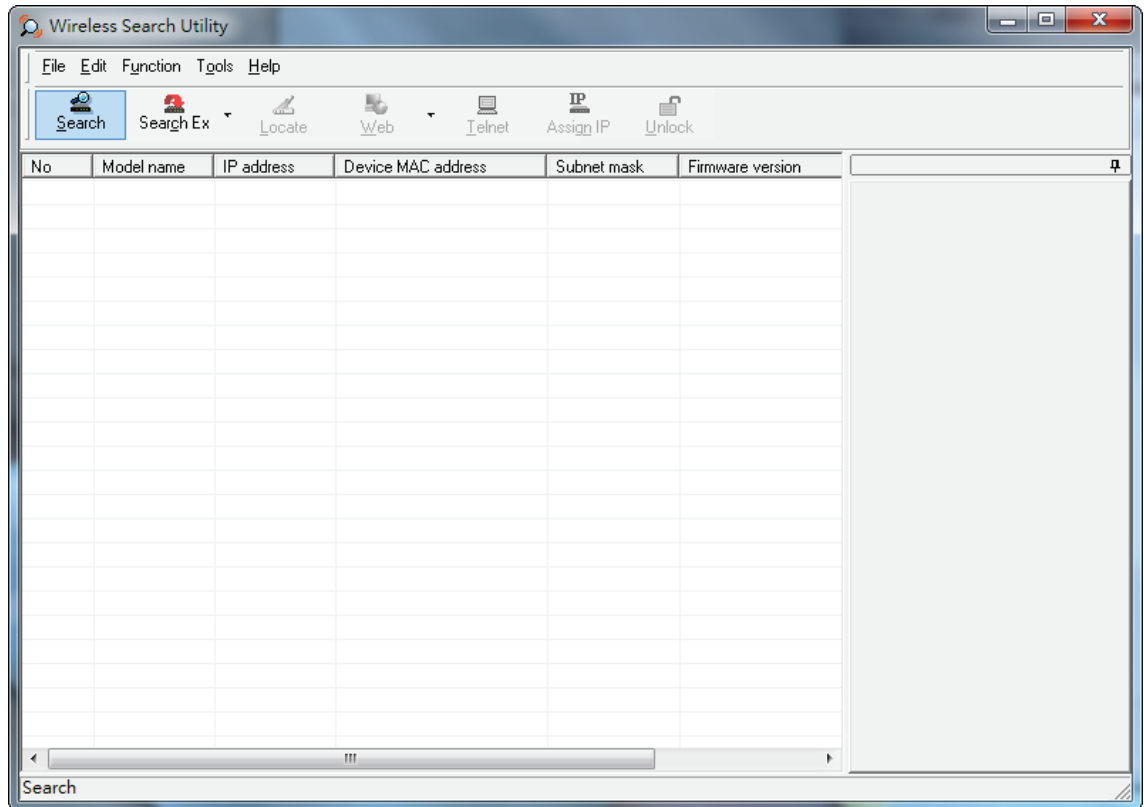 Wireless Search Utility
File Edit Function Tools Help
Search Search Ex Locate Web Telnet Assign IP Unlock
No Model name IP address Device MAC address Subnet mask Firmware version
Search